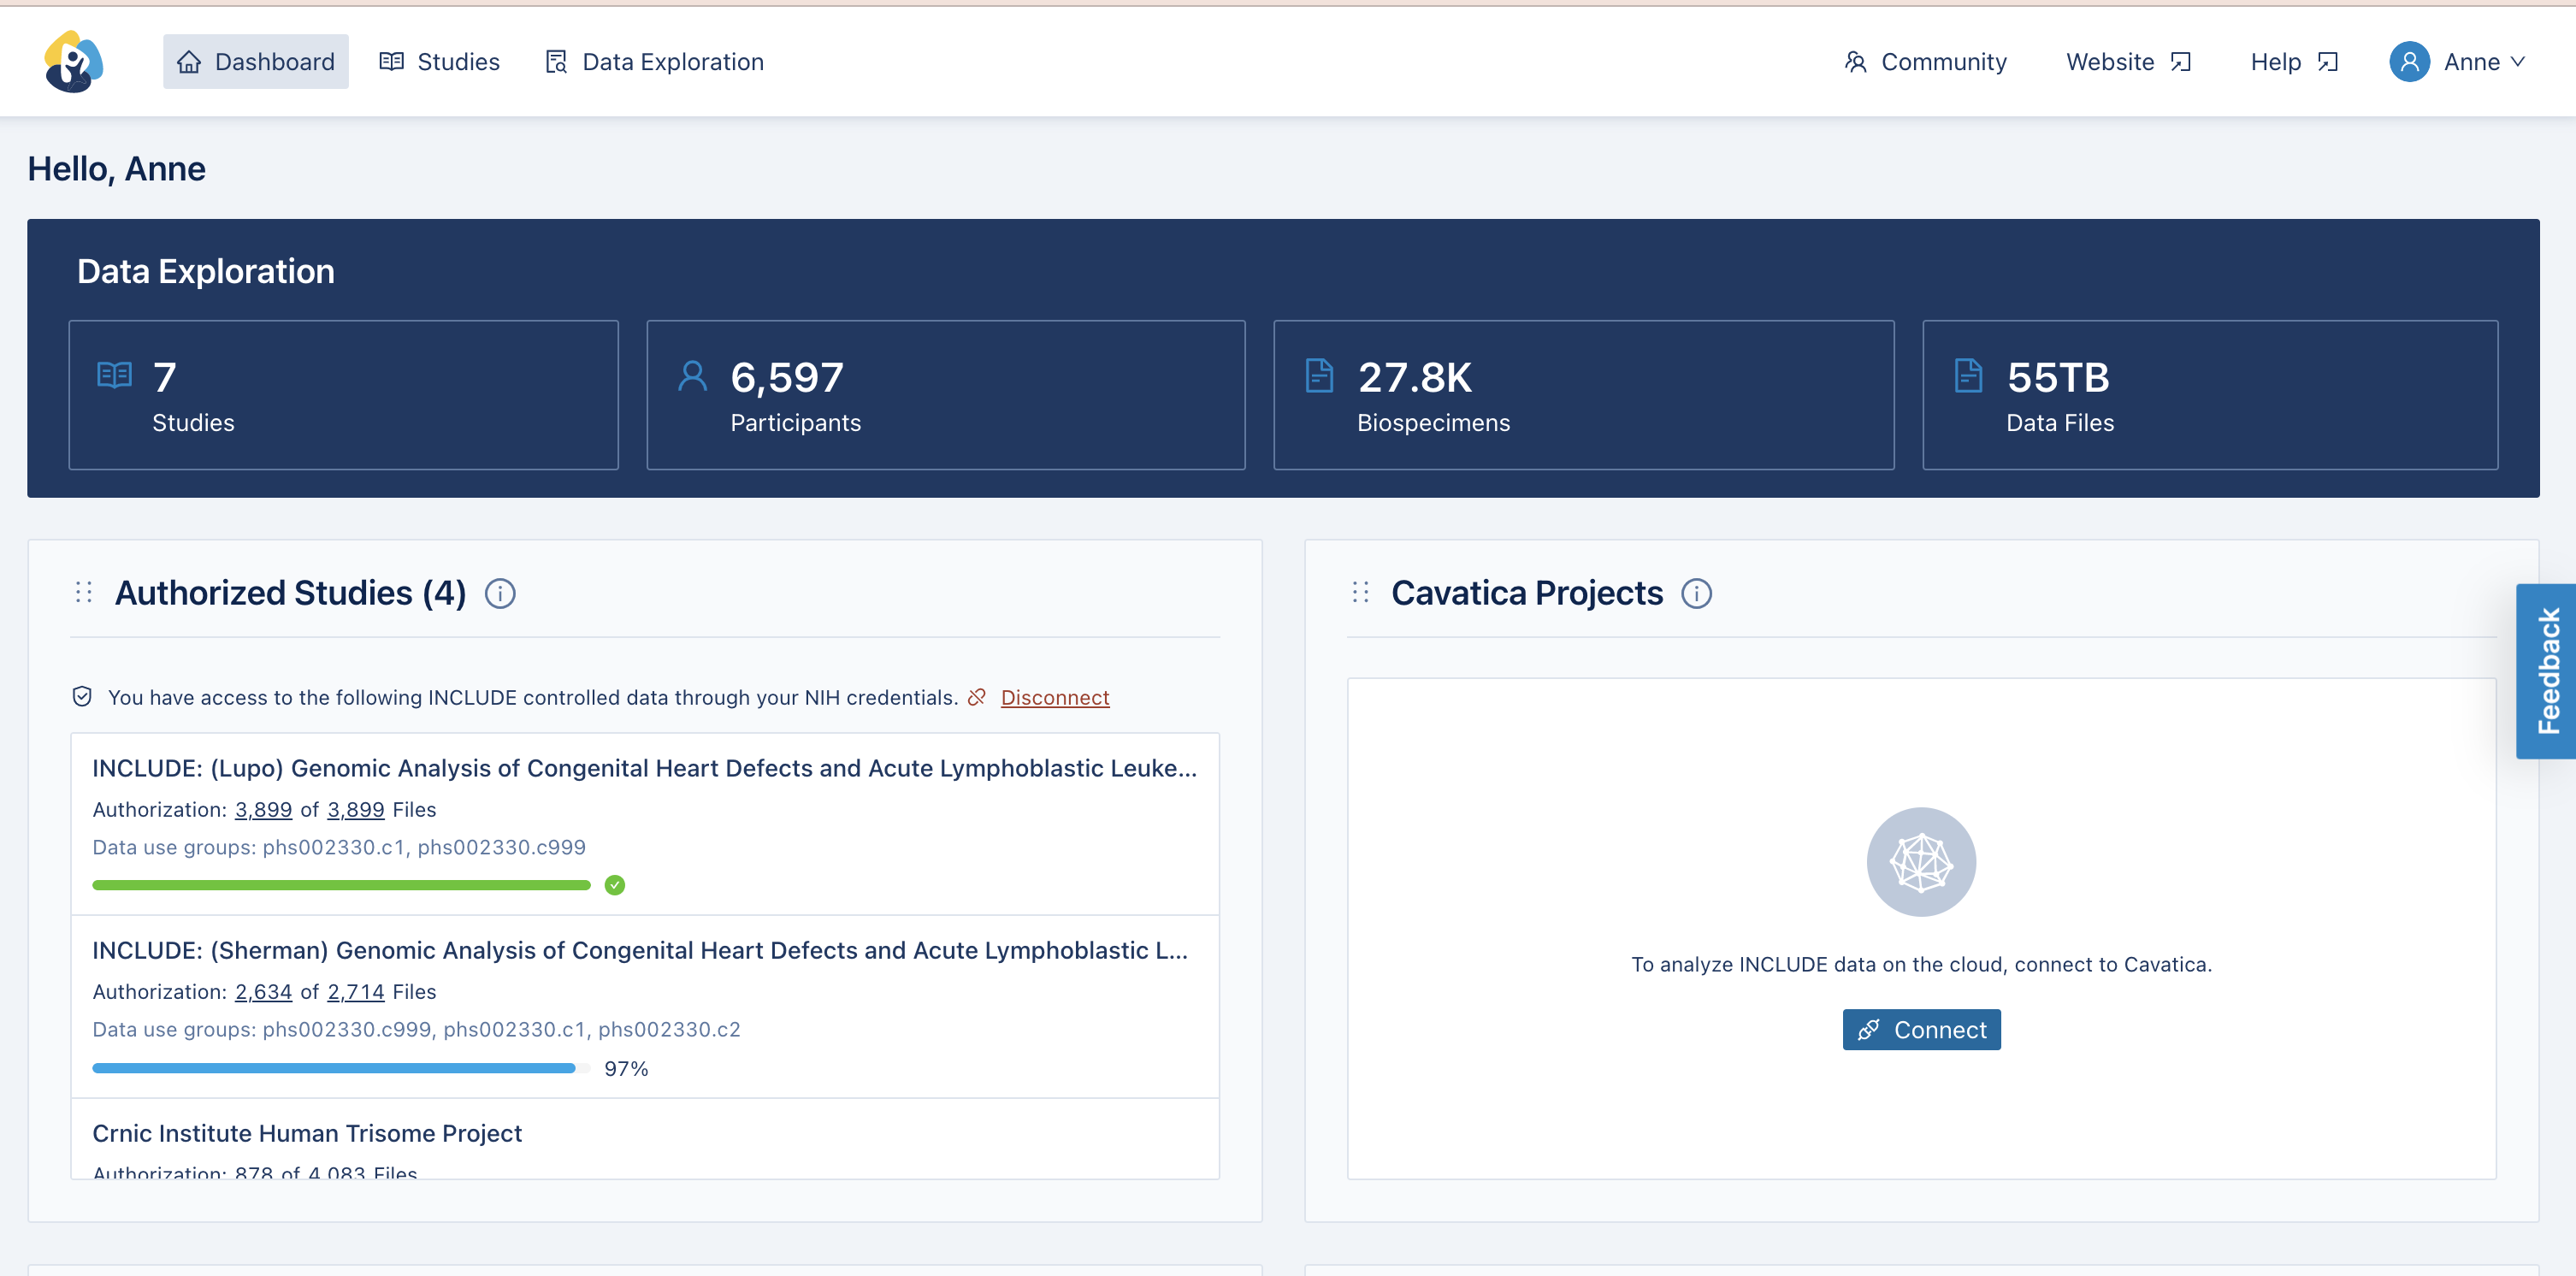 Dashboard
Studies
Data Exploration
Community
Website
Help
Anne
Hello, Anne
Data Exploration
7
Studies
6,597
Participants
27.8K
Biospecimens
55TB
Data Files
Authorized Studies (4)
You have access to the following INCLUDE controlled data through your NIH credentials. Disconnect
INCLUDE: (Lupo) Genomic Analysis of Congenital Heart Defects and Acute Lymphoblastic Leuke...
Authorization: 3,899 of 3,899 Files
Data use groups: phs002330.c1, phs002330.c999
INCLUDE: (Sherman) Genomic Analysis of Congenital Heart Defects and Acute Lymphoblastic L...
Authorization: 2,634 of 2,714 Files
Data use groups: phs002330.c999, phs002330.c1, phs002330.c2
97%
Crnic Institute Human Trisome Project
Authorization: 878 of 4,083 Files
Cavatica Projects
To analyze INCLUDE data on the cloud, connect to Cavatica.
Connect
Feedback